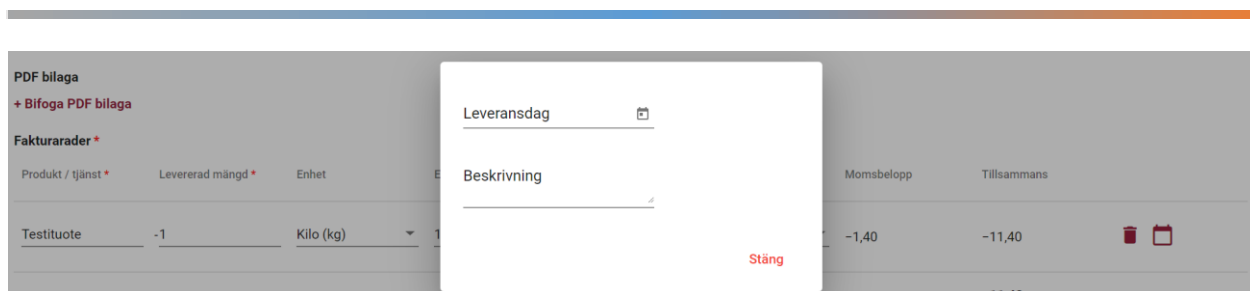 PDF bilaga
+ Bifoga PDF bilaga
Fakturarader *
Leveransdag
Beskrivning
Stäng
Produkt / tjänst * Levererad mängd * Enhet Momsbelopp Tillsammans
Testituote -1 Kilo (kg) −1,40 −11,40